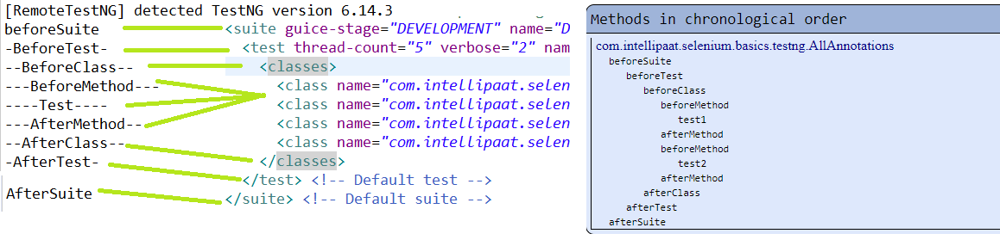 [RemoteTestNG] detected TestNG version 6.14.3
beforeSuite
-BeforeTest-
--BeforeClass--
---BeforeMethod---
----Test----
---AfterMethod--
--AfterClass--
-AfterTest-
AfterSuite
<suite guice-stage="DEVELOPMENT" name="D
<test thread-count="5" verbose="2" nam
<classes>
<class name="com.intellipaat.selen
<class name="com.intellipaat.selen
<class name="com.intellipaat.selen
<class name="com.intellipaat.selen
</classes>
</test> <!-- Default test -->
</suite> <!-- Default suite -->
Methods in chronological order
com.intellipaat.selenium.basics.testng.AllAnnotations
beforeSuite
beforeTest
beforeClass
beforeMethod
test1
afterMethod
beforeMethod
test2
afterMethod
afterClass
afterTest
afterSuite